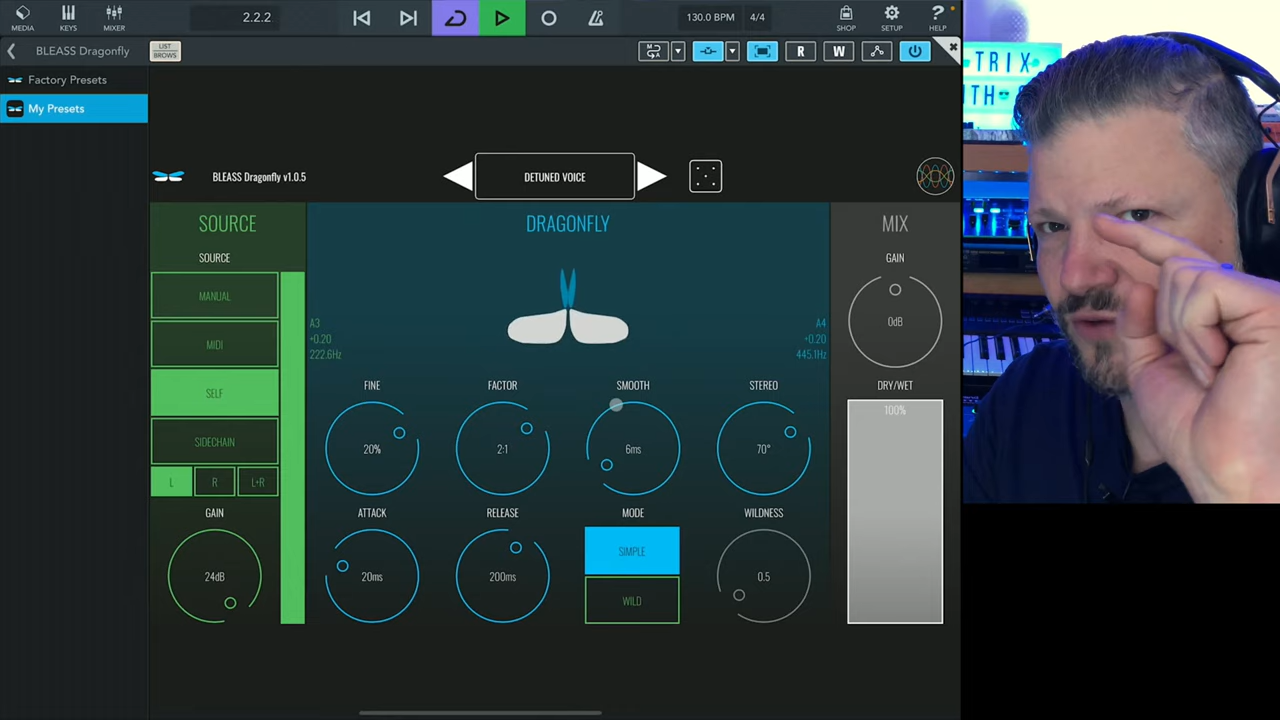 2.2.2
130.0 BPM 4/4
MEDIA KEYS MIXER
SHOP SETUP HELP
BLEASS Dragonfly
LIST
BROWS
R W
Factory Presets
My Presets
BLEASS Dragonfly v1.0.5
DETUNED VOICE
SOURCE
DRAGONFLY
MIX
SOURCE
GAIN
MANUAL
MIDI
SELF
SIDECHAIN
L R L+R
GAIN
24dB
A3
+0.20
222.6Hz
A4
+0.20
445.1Hz
0dB
FINE FACTOR SMOOTH STEREO
20% 2:1 6ms 70°
ATTACK RELEASE MODE WILDNESS
20ms 200ms SIMPLE 0.5
WILD
DRY/WET
100%
TRIX
TH